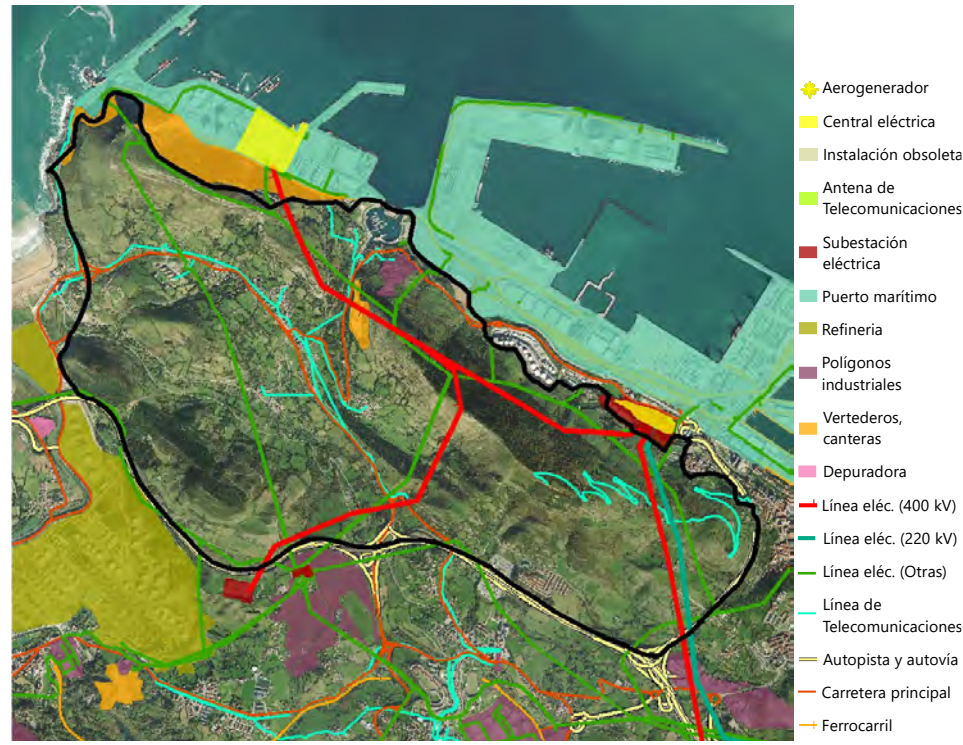 Aerogenerador
Central eléctrica
Instalación obsoleta
Antena de
Telecomunicaciones
Subestación
eléctrica
Puerto marítimo
Refineria
Polígonos
industriales
Vertederos,
canteras
Depuradora
Línea eléc. (400 kV)
Línea eléc. (220 kV)
Línea eléc. (Otras)
Línea de
Telecomunicaciones
Autopista y autovía
Carretera principal
Ferrocarril